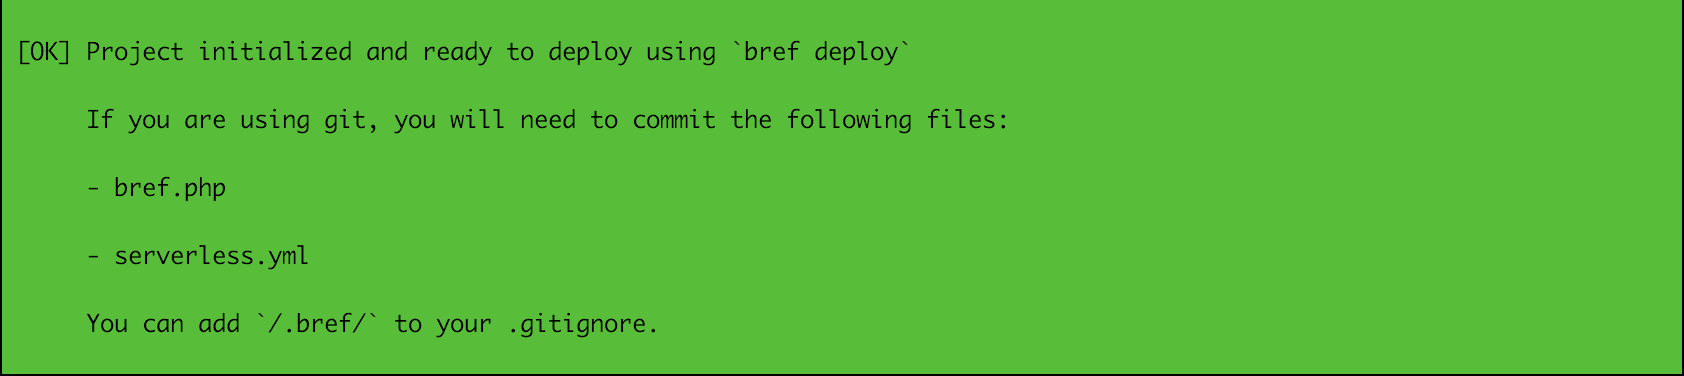 [OK] Project initialized and ready to deploy using `bref deploy`
If you are using git, you will need to commit the following files:
- bref.php
- serverless.yml
You can add `/.bref/` to your .gitignore.